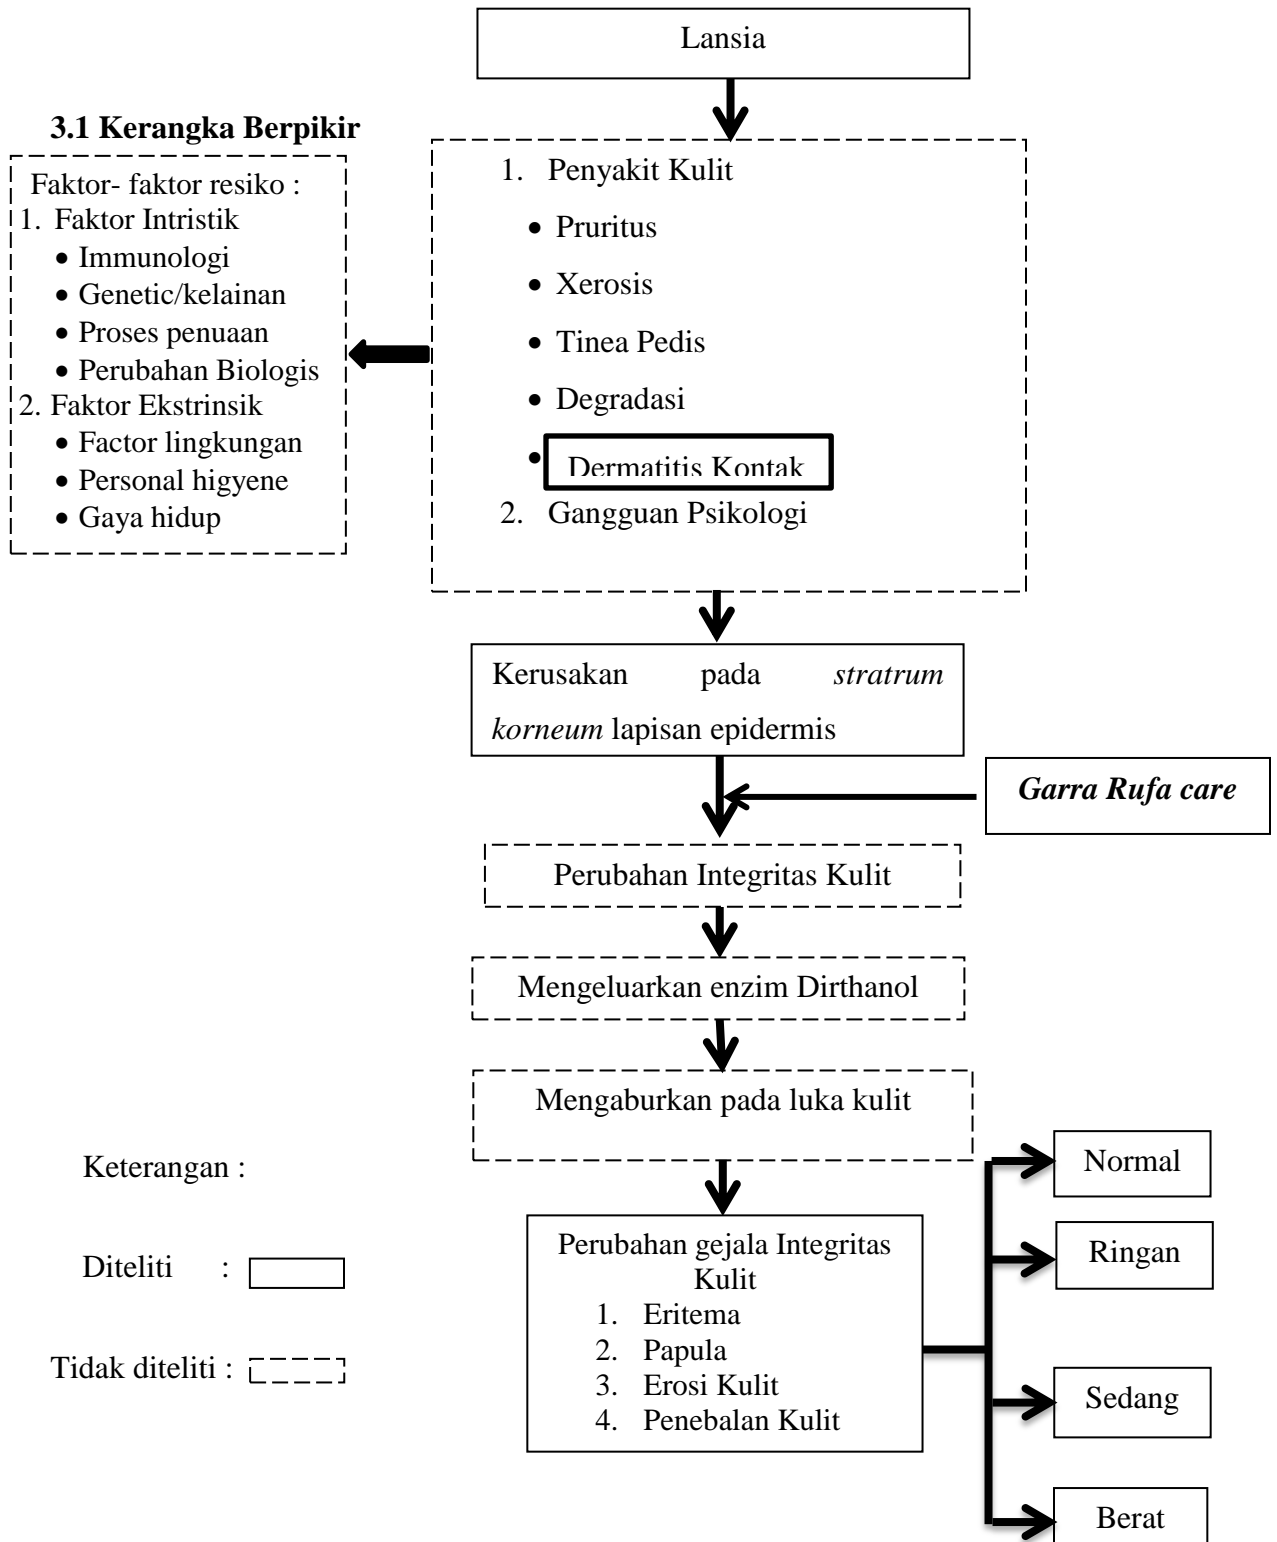 Lansia
3.1 Kerangka Berpikir
Faktor- faktor resiko :
1. Faktor Intristik
• Immunologi
• Genetic/kelainan
• Proses penuaan
• Perubahan Biologis
2. Faktor Ekstrinsik
• Factor lingkungan
• Personal higyene
• Gaya hidup
1. Penyakit Kulit
• Pruritus
• Xerosis
• Tinea Pedis
• Degradasi
• Dermatitis Kontak
2. Gangguan Psikologi
Kerusakan pada stratrum
korneum lapisan epidermis
Garra Rufa care
Perubahan Integritas Kulit
Mengeluarkan enzim Dirthanol
Mengaburkan pada luka kulit
Keterangan :
Diteliti :
Tidak diteliti :
Perubahan gejala Integritas
Kulit
1. Eritema
2. Papula
3. Erosi Kulit
4. Penebalan Kulit
Normal
Ringan
Sedang
Berat